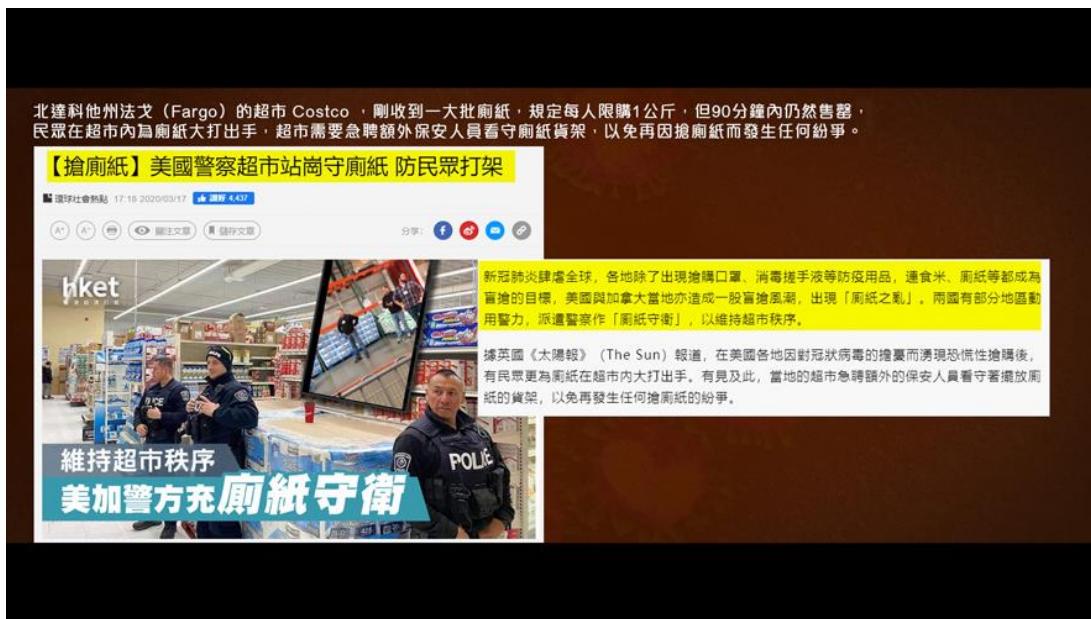 北達科他州法戈（Fargo）的超市 Costco ，剛收到一大批廁紙，規定每人限購1公斤，但90分鐘內仍然售罄，
民眾在超市內為廁紙大打出手，超市需要急聘額外保安人員看守廁紙貨架，以免再因搶廁紙而發生任何紛爭。
【搶廁紙】美國警察超市站崗守廁紙 防民眾打架
環球社會熱點 17:16 2020/03/17 讚好 4,437
A+ A- 關注文章 儲存文章 分享:
hket
新冠肺炎肆虐全球，各地除了出現搶購口罩、消毒搓手液等防疫用品，連食米、廁紙等都成為
盲搶的目標，美國與加拿大當地亦造成一股盲搶風潮，出現「廁紙之亂」。兩國有部分地區動
用警力，派遣警察作「廁紙守衛」，以維持超市秩序。
據英國《太陽報》（The Sun）報道，在美國各地因對冠狀病毒的擔憂而湧現恐慌性搶購後，
有民眾更為廁紙在超市內大打出手。有見及此，當地的超市急聘額外的保安人員看守著擺放廁
紙的貨架，以免再發生任何搶廁紙的紛爭。
POLICE
維持超市秩序
美加警方充廁紙守衛